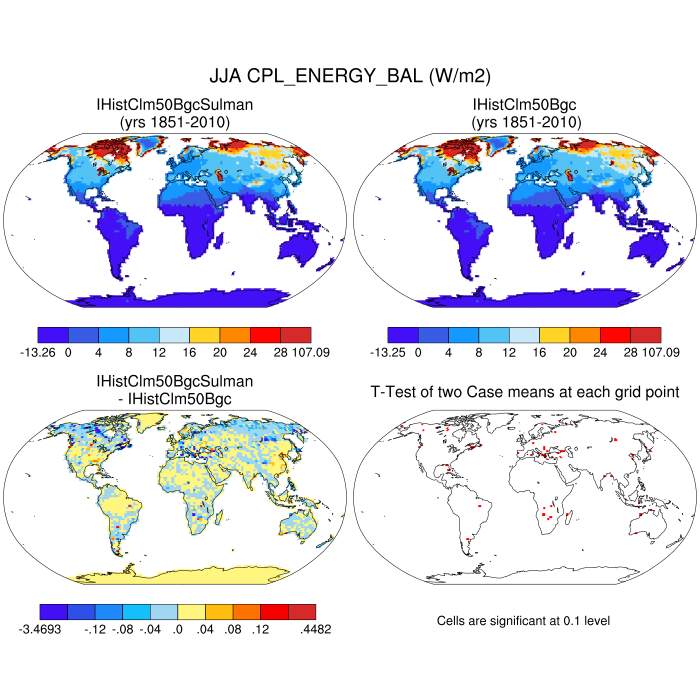 JJA CPL_ENERGY_BAL (W/m2)
IHistClm50BgcSulman
(yrs 1851-2010)
IHistClm50Bgc
(yrs 1851-2010)
-13.26 0 4 8 12 16 20 24 28 107.09
-13.26 0 4 8 12 16 20 24 28 107.09
IHistClm50BgcSulman
- IHistClm50Bgc
T-Test of two Case means at each grid point
-3.4693 -.12 -.08 -.04 .0 .04 .08 .12 .4482
Cells are significant at 0.1 level